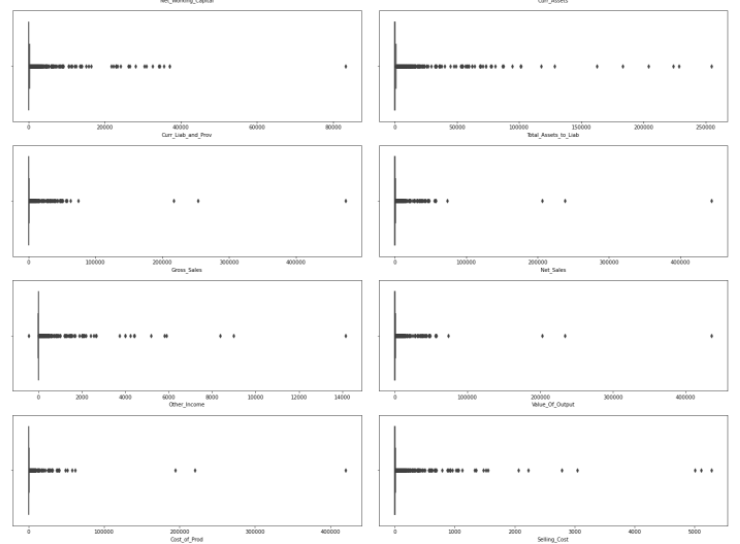 Net_Working_Capital
Curr_Assets
0 20000 40000 60000 80000
0 50000 100000 150000 200000 250000
Curr_Liab_and_Prov
Total_Assets_to_Liab
0 100000 200000 300000 400000
0 100000 200000 300000 400000
Gross_Sales
Net_Sales
0 2000 4000 6000 8000 10000 12000 14000
0 100000 200000 300000 400000
Other_Income
Value_Of_Output
0 100000 200000 300000 400000
0 1000 2000 3000 4000 5000
Cost_of_Prod
Selling_Cost